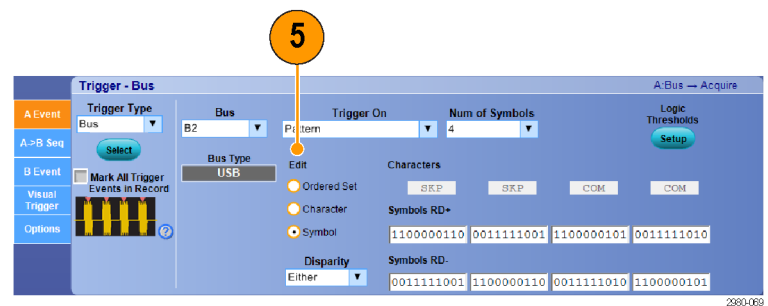 5
Trigger - Bus
A:Bus → Acquire
A Event
A->B Seq
B Event
Visual
Trigger
Options
Trigger Type
Bus
Select
Mark All Trigger
Events in Record
Bus
B2
Bus Type
USB
Trigger On
Pattern
Num of Symbols
4
Logic
Thresholds
Setup
Edit
Ordered Set
Character
Symbol
Disparity
Either
Characters
SKP SKP COM COM
Symbols RD+
1100000110 0011111001 1100000101 0011111010
Symbols RD-
0011111001 1100000110 0011111010 1100000101
2980-069